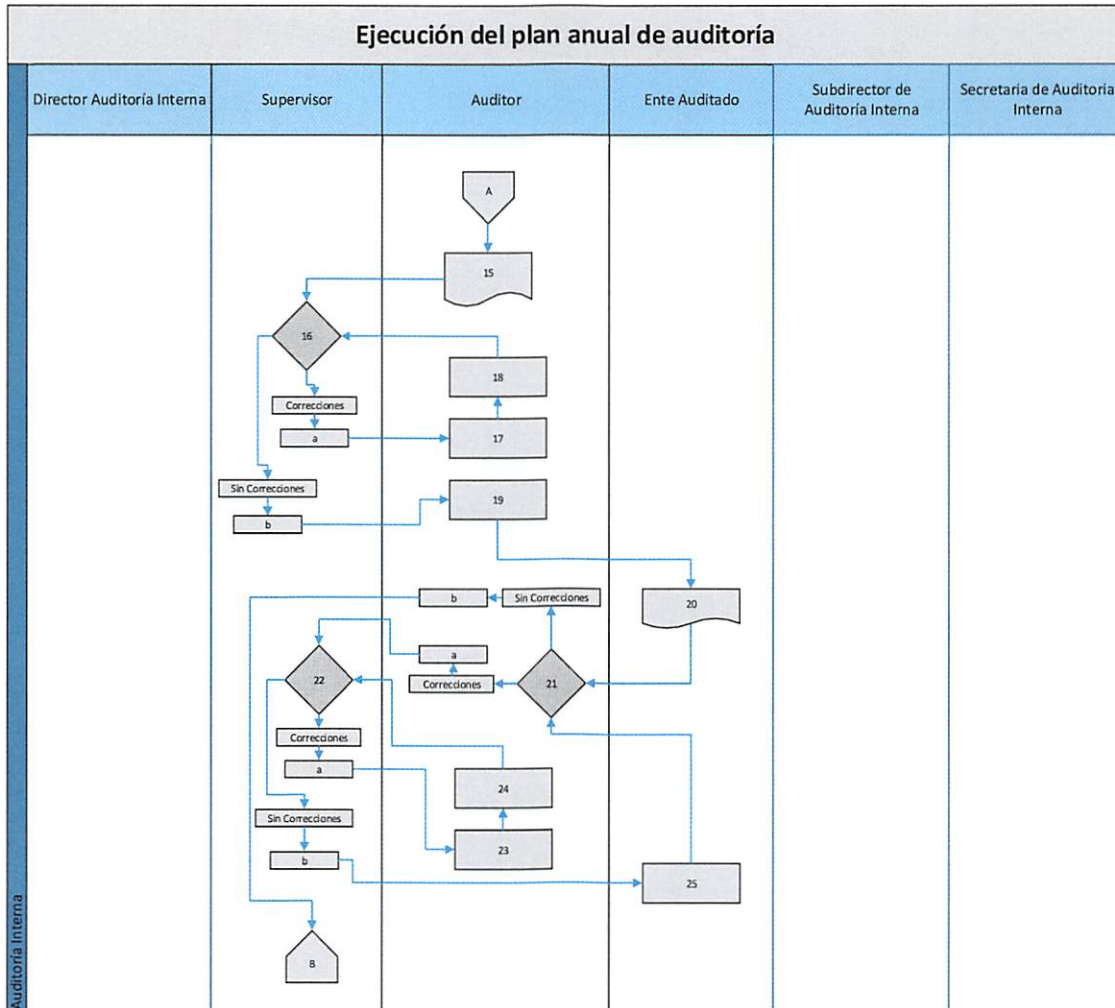 Ejecución del plan anual de auditoría
Director Auditoría Interna
Supervisor
Auditor
Ente Auditado
Subdirector de
Auditoría Interna
Secretaria de Auditoria
Interna
A
15
16
18
Correcciones
a
17
Sin Correcciones
b
19
b
Sin Correcciones
20
a
22
Correcciones
21
Correcciones
a
24
Sin Correcciones
b
23
25
B
Auditoría Interna